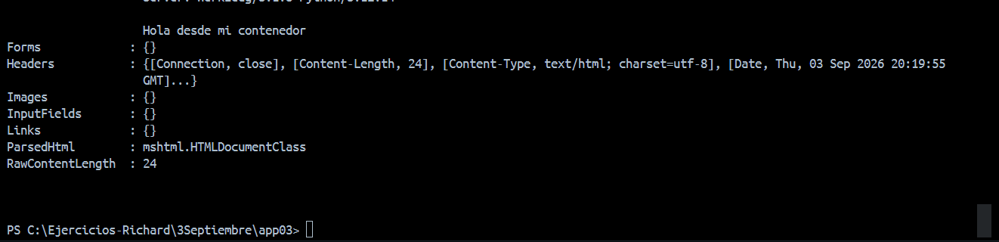 Hola desde mi contenedor
Forms             : {}
Headers           : {[Connection, close], [Content-Length, 24], [Content-Type, text/html; charset=utf-8], [Date, Thu, 03 Sep 2026 20:19:55
                    GMT]...}
Images            : {}
InputFields       : {}
Links             : {}
ParsedHtml        : mshtml.HTMLDocumentClass
RawContentLength  : 24
PS C:\Ejercicios-Richard\3Septiembre\app03>